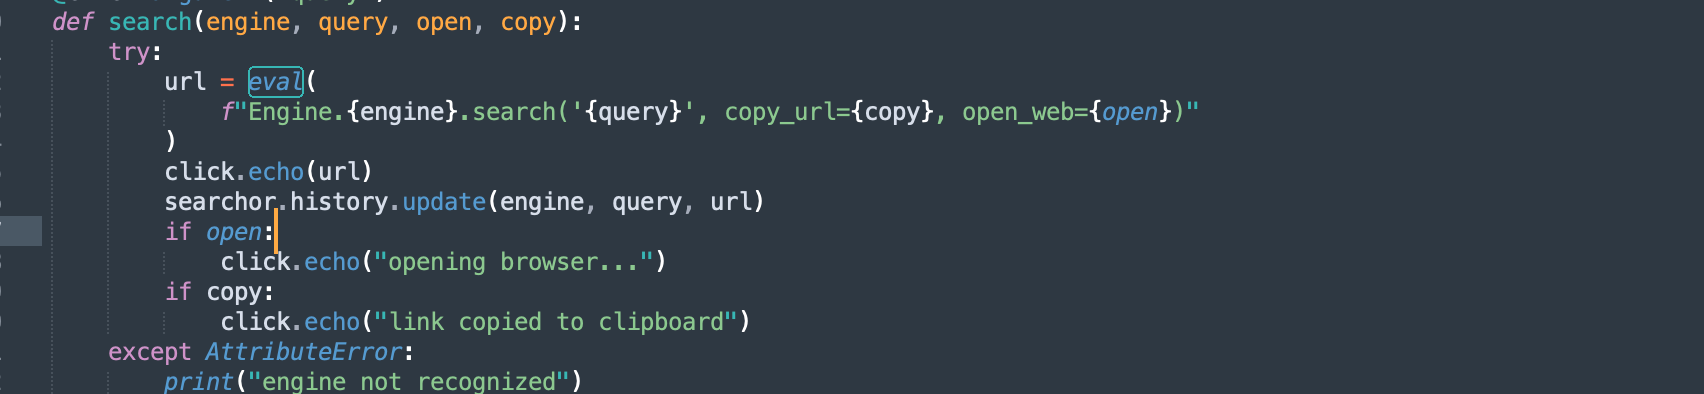 def search(engine, query, open, copy):
    try:
        url = eval(
            f"Engine.{engine}.search('{query}', copy_url={copy}, open_web={open})"
        )
        click.echo(url)
        searchor.history.update(engine, query, url)
        if open:
            click.echo("opening browser...")
        if copy:
            click.echo("link copied to clipboard")
    except AttributeError:
        print("engine not recognized")